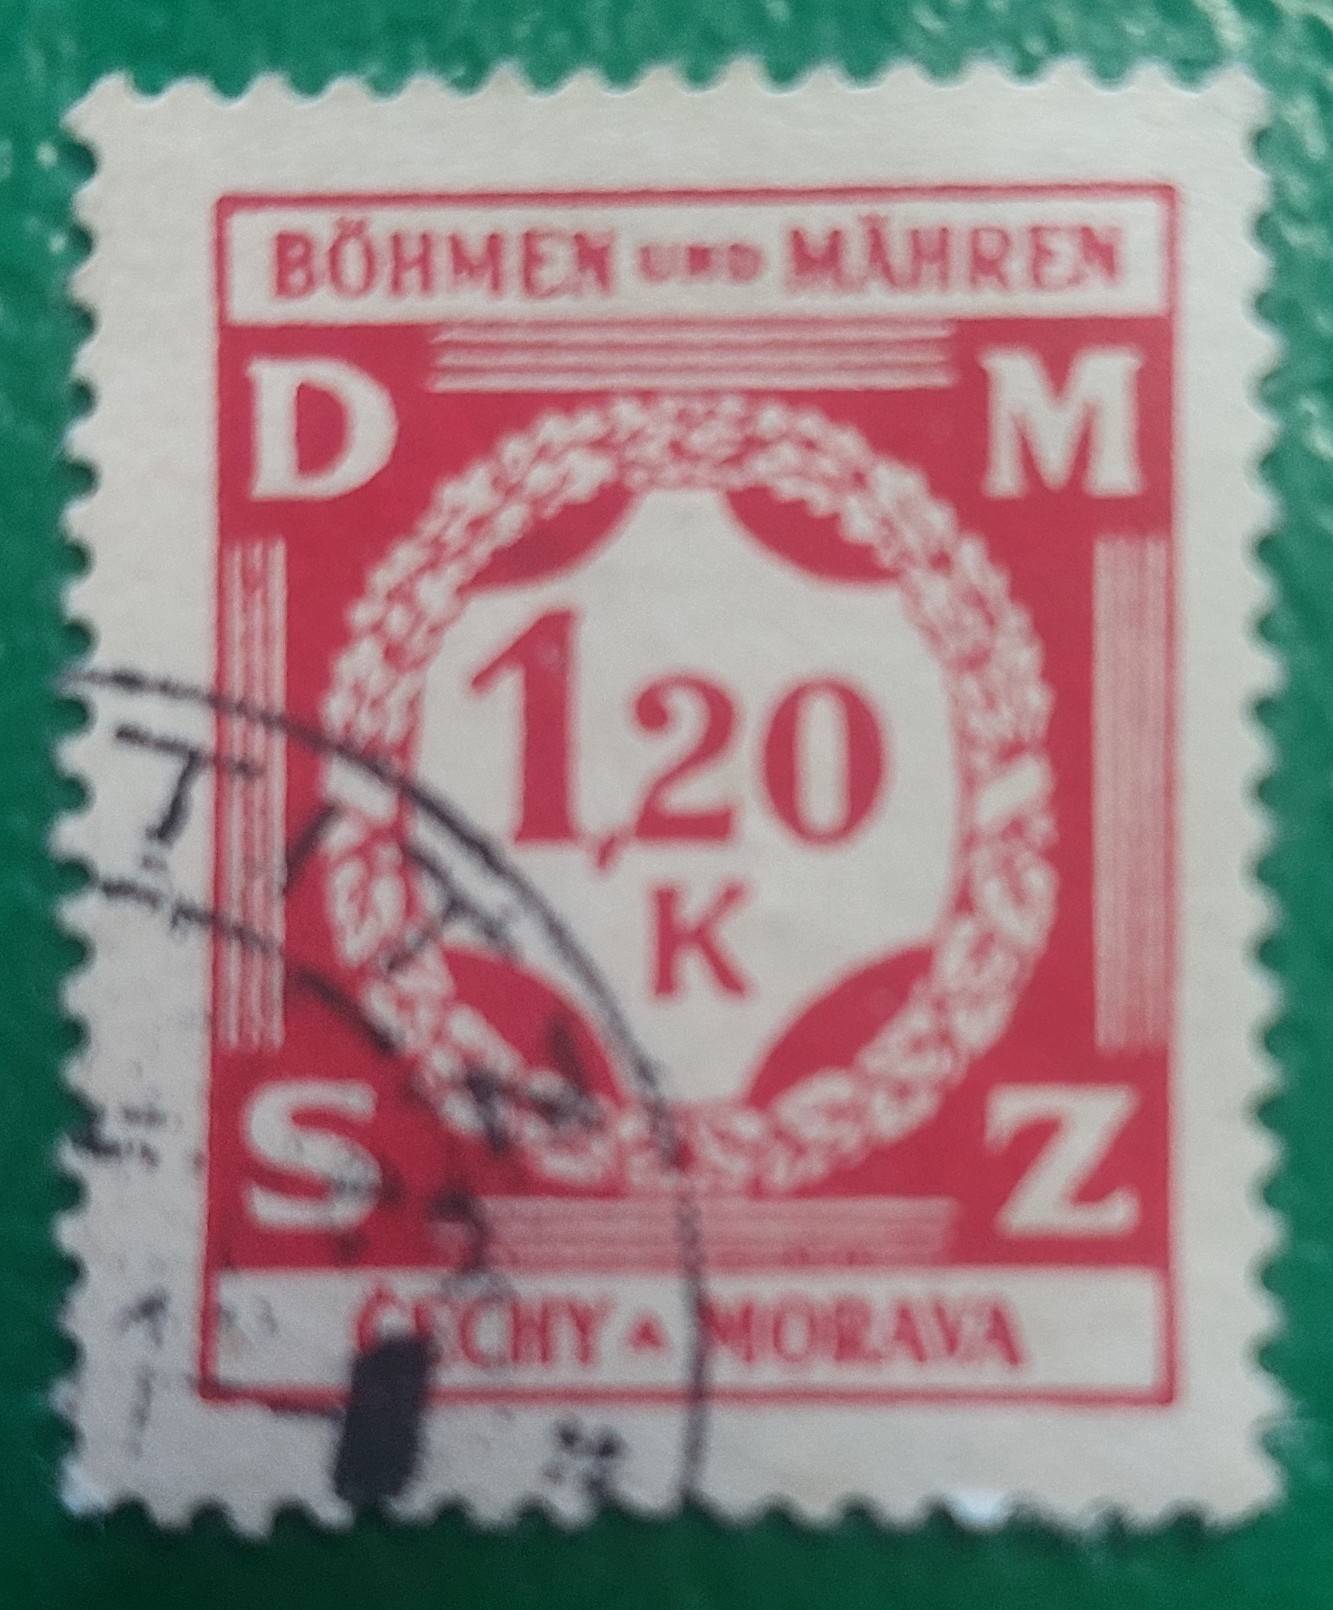 BÖHMEN UND MÄHREN
D M
1,20
K
S Z
ČECHY A MORAVA